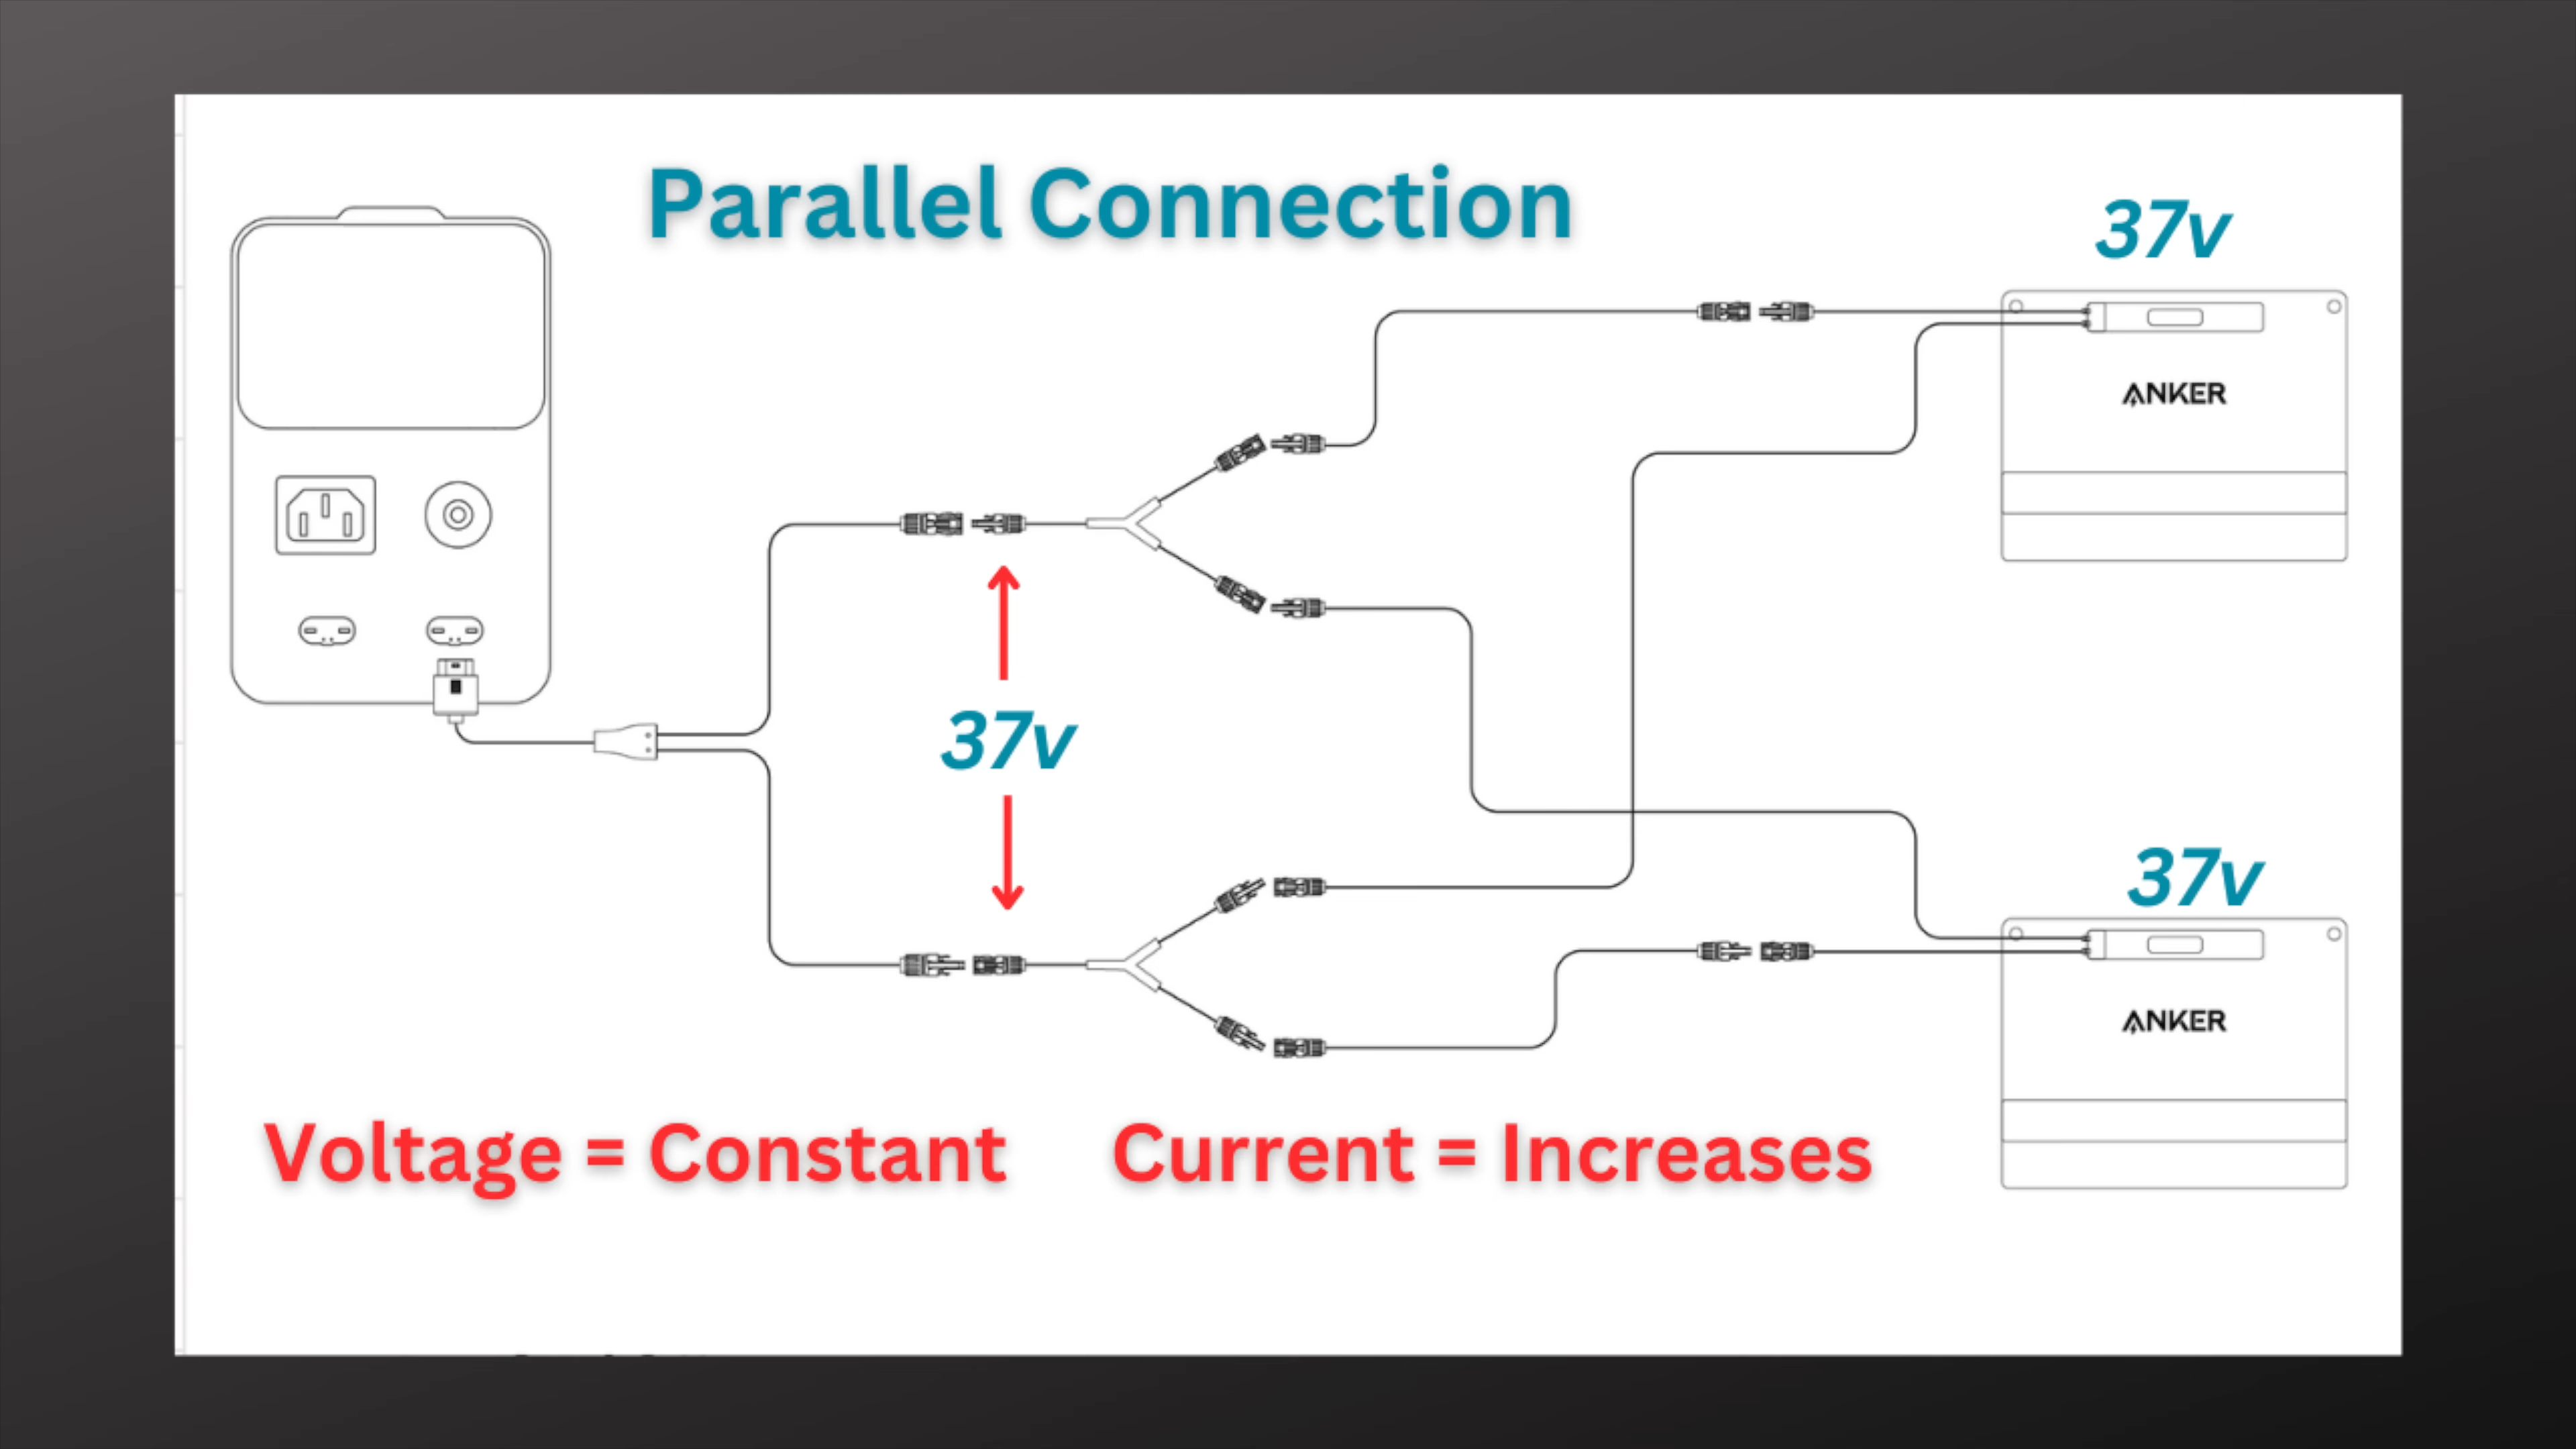 Parallel Connection
37v
ANKER
37v
37v
ANKER
Voltage = Constant
Current = Increases